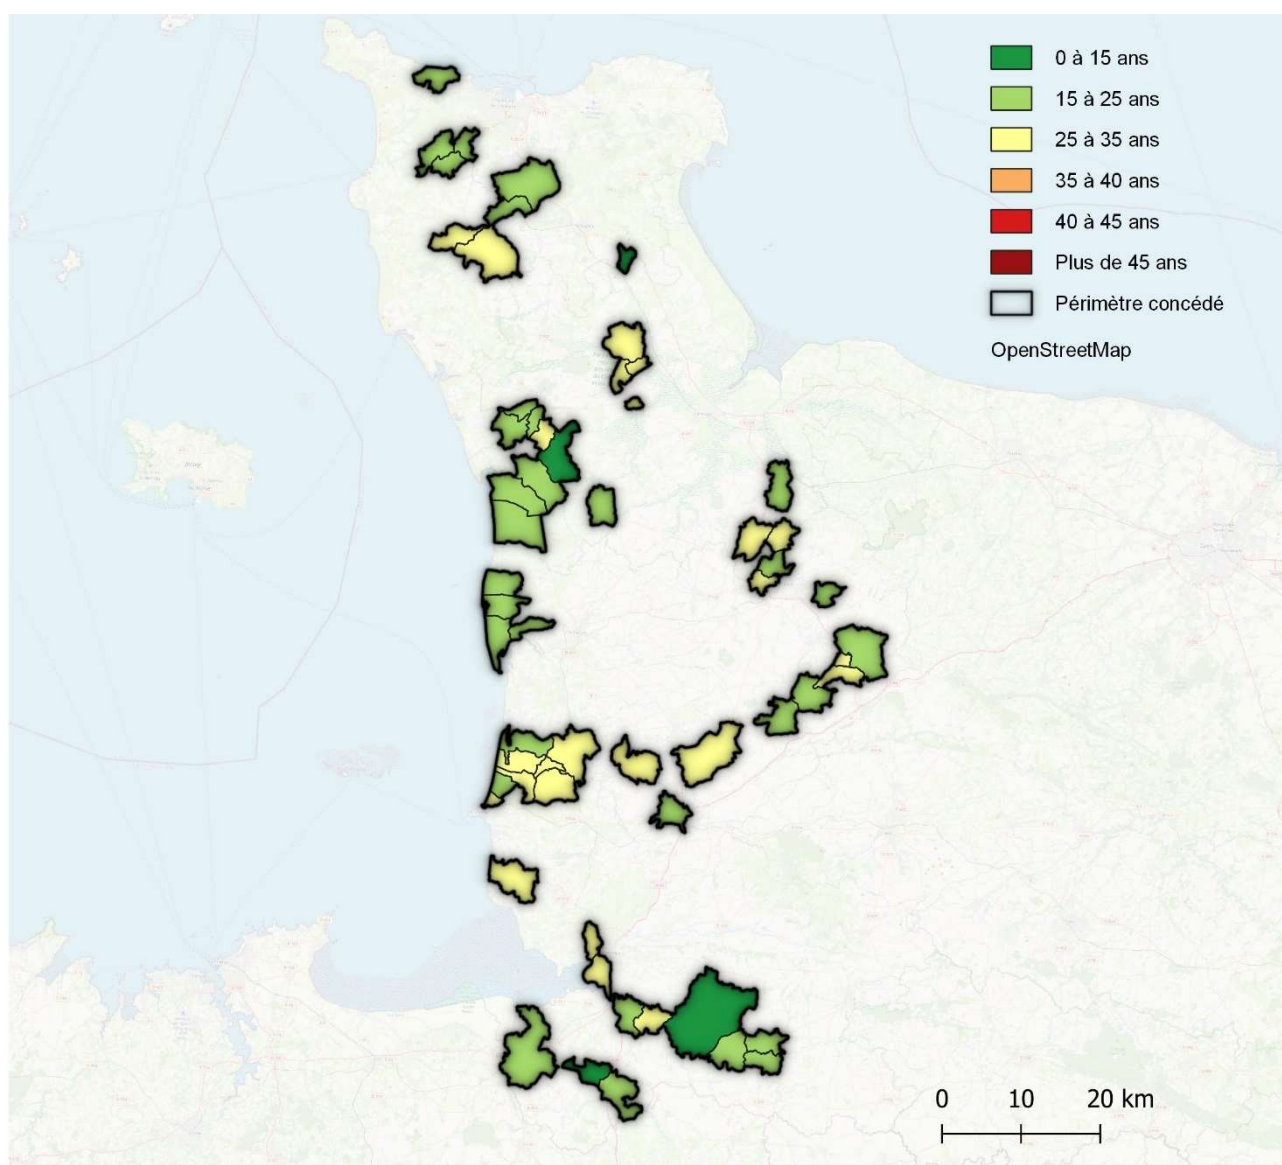 0 à 15 ans
15 à 25 ans
25 à 35 ans
35 à 40 ans
40 à 45 ans
Plus de 45 ans
Périmètre concédé
OpenStreetMap
0 10 20 km